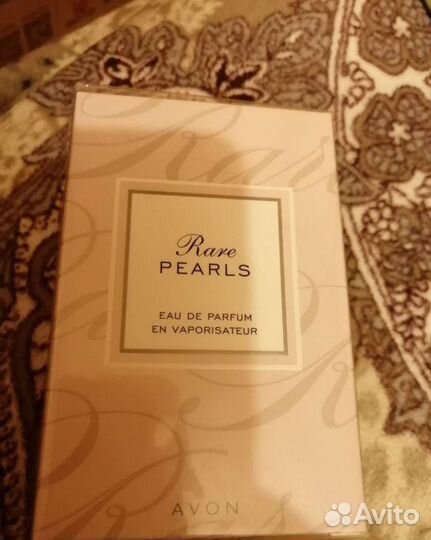 Rare
PEARLS
EAU DE PARFUM
EN VAPORISATEUR
AVON
Avito